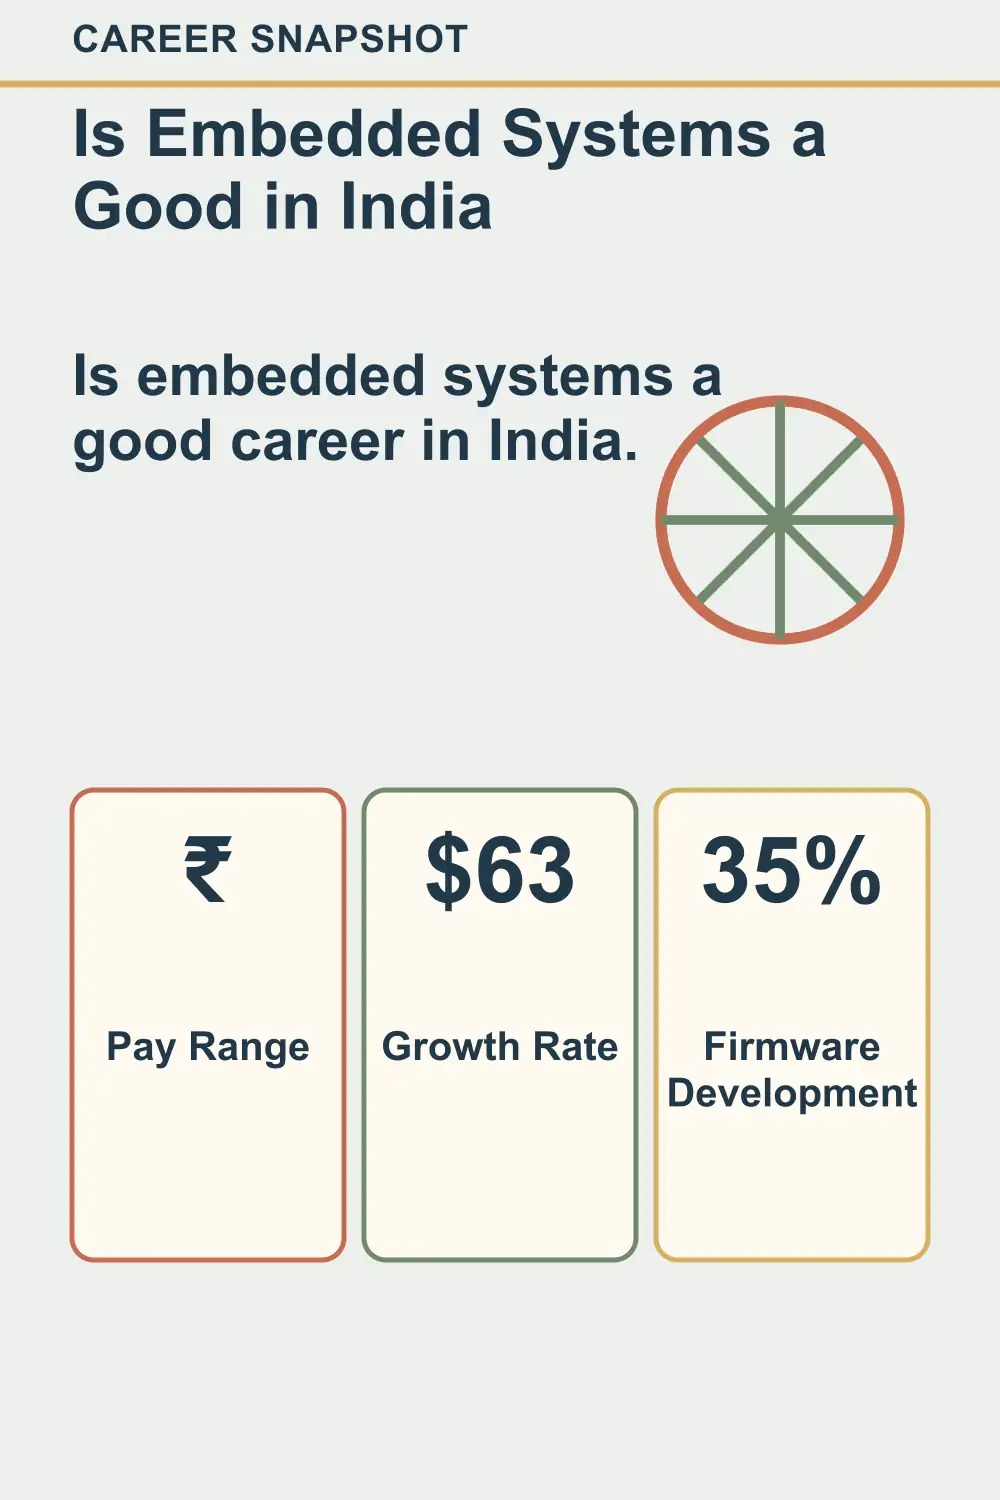 CAREER SNAPSHOT
Is Embedded Systems a
Good in India
Is embedded systems a
good career in India.
₹
Pay Range
$63
Growth Rate
35%
Firmware
Development